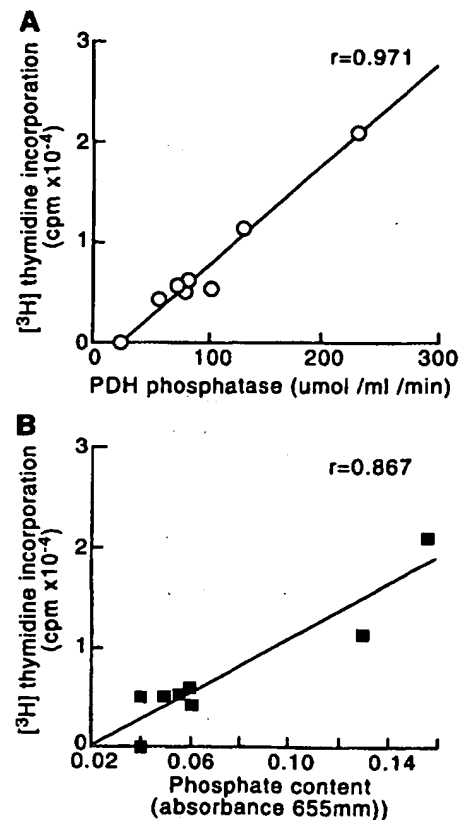 A
r=0.971
[³H] thymidine incorporation
(cpm x10⁻⁴)
3
2
1
0
0 100 200 300
PDH phosphatase (umol /ml /min)
B
r=0.867
[³H] thymidine incorporation
(cpm x10⁻⁴)
3
2
1
0
0.02 0.06 0.10 0.14
Phosphate content
(absorbance 655mm))